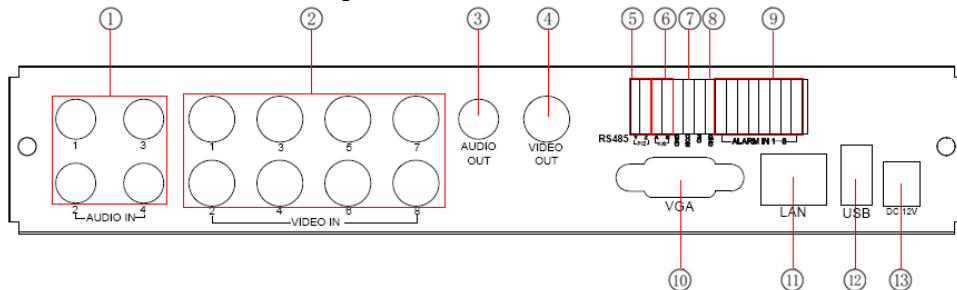 ① ② ③ ④ ⑤ ⑥ ⑦ ⑧ ⑨
1 3 1 3 5 7
AUDIO OUT
VIDEO OUT
RS485
ALARM IN 1 8
2 4 2 4 6 8
AUDIO IN
VIDEO IN
VGA
LAN
USB
DC 12V
⑩ ⑪ ⑫ ⑬